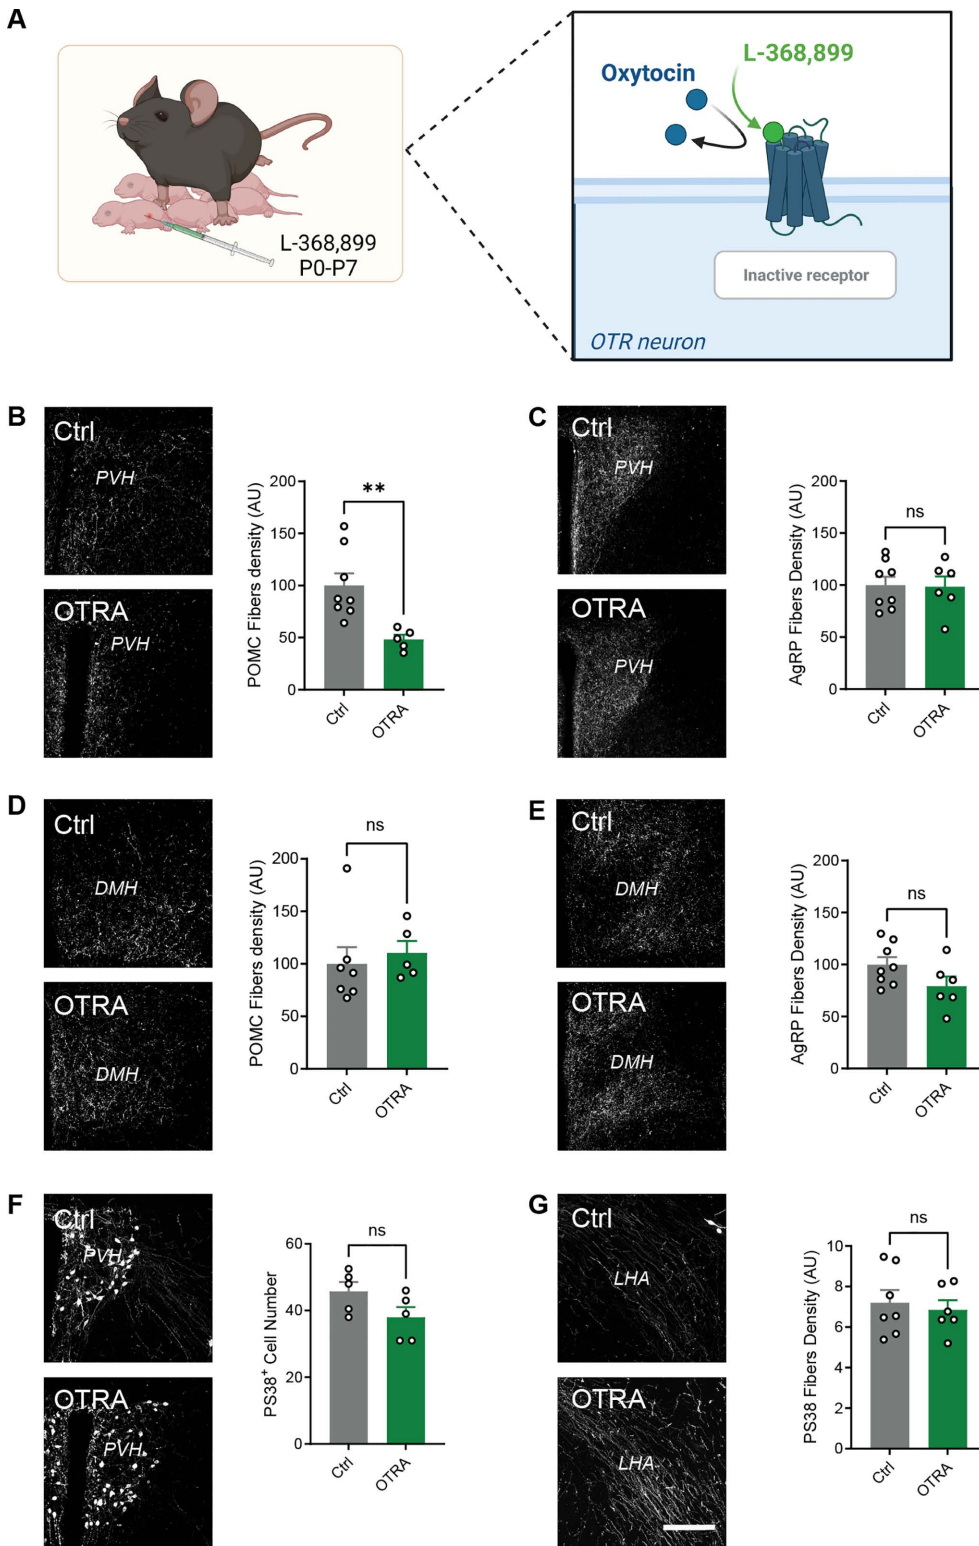 A
L-368,899
P0-P7
L-368,899
Oxytocin
Inactive receptor
OTR neuron
B
Ctrl
PVH
OTRA
PVH
POMC Fibers density (AU)
200
150
100
50
0
**
Ctrl
OTRA
C
Ctrl
PVH
OTRA
PVH
AgRP Fibers Density (AU)
200
150
100
50
0
ns
Ctrl
OTRA
D
Ctrl
DMH
OTRA
DMH
POMC Fibers density (AU)
200
150
100
50
0
ns
Ctrl
OTRA
E
Ctrl
DMH
OTRA
DMH
AgRP Fibers Density (AU)
200
150
100
50
0
ns
Ctrl
OTRA
F
Ctrl
PVH
OTRA
PVH
PS38+ Cell Number
60
40
20
0
ns
Ctrl
OTRA
G
Ctrl
LHA
OTRA
LHA
PS38 Fibers Density (AU)
10
8
6
4
2
0
ns
Ctrl
OTRA